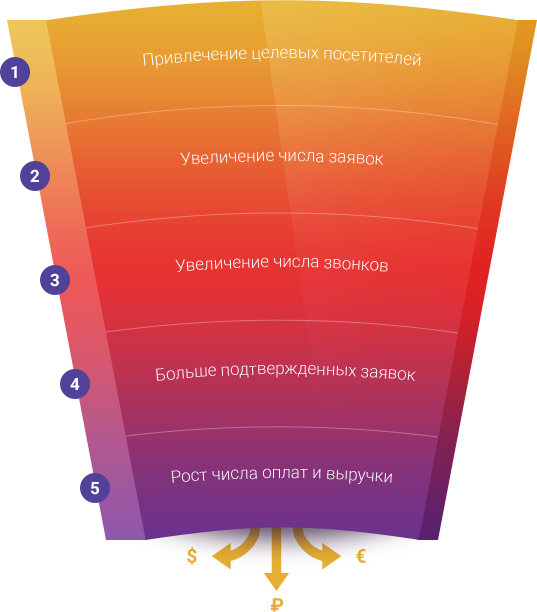 1
Привлечение целевых посетителей
2
Увеличение числа заявок
3
Увеличение числа звонков
4
Больше подтвержденных заявок
5
Рост числа оплат и выручки
$ €
₽